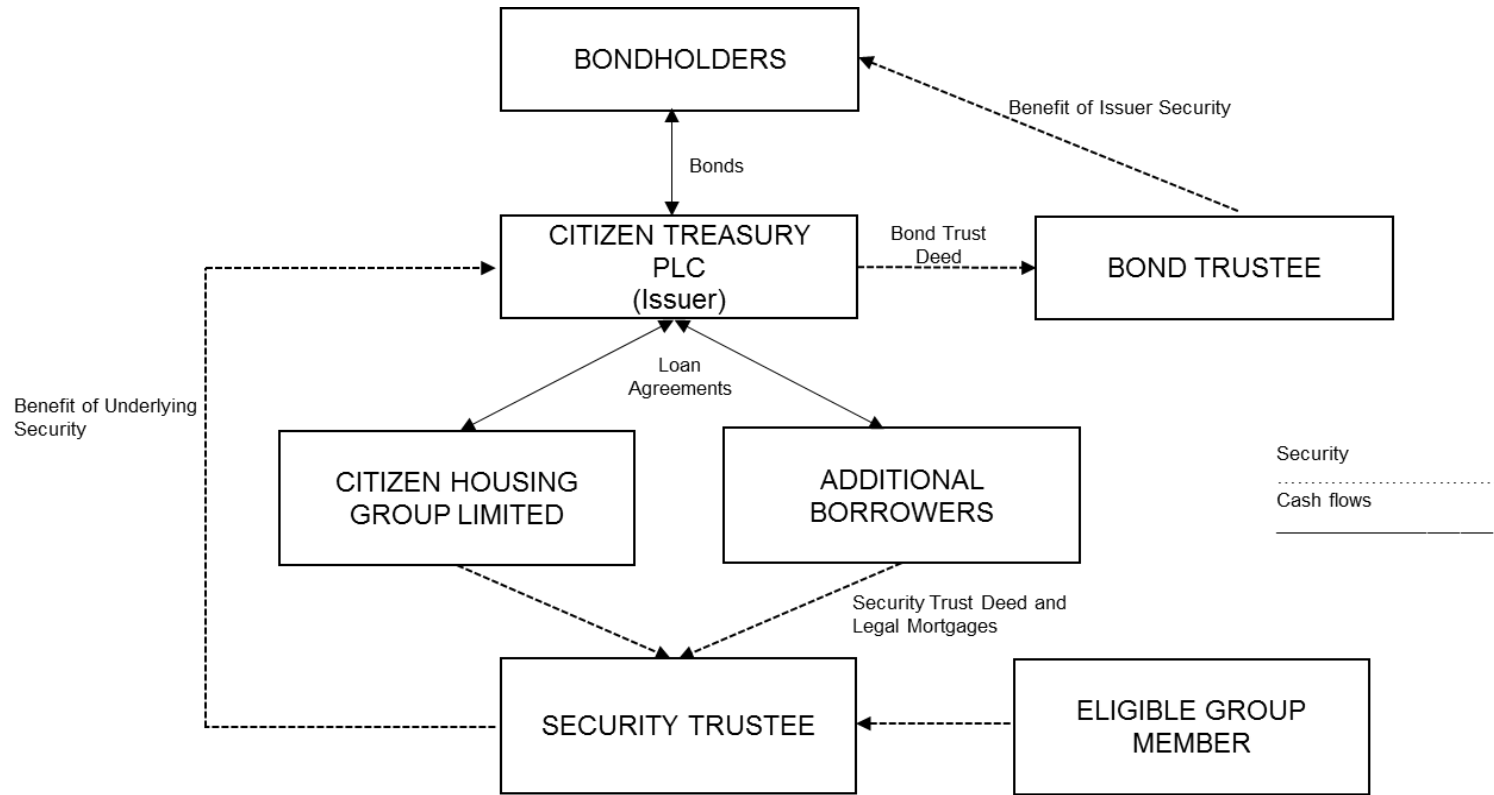 BONDHOLDERS
Benefit of Issuer Security
Bonds
CITIZEN TREASURY
PLC
(Issuer)
Bond Trust
Deed
BOND TRUSTEE
Loan
Agreements
Benefit of Underlying
Security
CITIZEN HOUSING
GROUP LIMITED
ADDITIONAL
BORROWERS
Security
Cash flows
Security Trust Deed and
Legal Mortgages
SECURITY TRUSTEE
ELIGIBLE GROUP
MEMBER